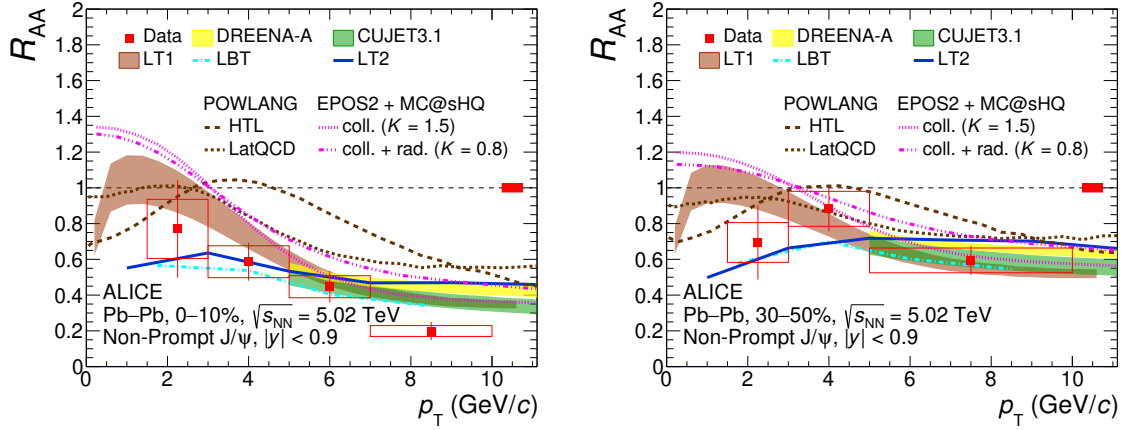 R_AA
2
1.8
1.6
1.4
1.2
1
0.8
0.6
0.4
0.2
0
Data DREENA-A CUJET3.1
LT1 LBT LT2
POWLANG EPOS2 + MC@sHQ
HTL coll. (K = 1.5)
LatQCD coll. + rad. (K = 0.8)
ALICE
Pb–Pb, 0–10%, √s_NN = 5.02 TeV
Non-Prompt J/ψ, |y| < 0.9
0 2 4 6 8 10
p_T (GeV/c)
R_AA
2
1.8
1.6
1.4
1.2
1
0.8
0.6
0.4
0.2
0
Data DREENA-A CUJET3.1
LT1 LBT LT2
POWLANG EPOS2 + MC@sHQ
HTL coll. (K = 1.5)
LatQCD coll. + rad. (K = 0.8)
ALICE
Pb–Pb, 30–50%, √s_NN = 5.02 TeV
Non-Prompt J/ψ, |y| < 0.9
0 2 4 6 8 10
p_T (GeV/c)